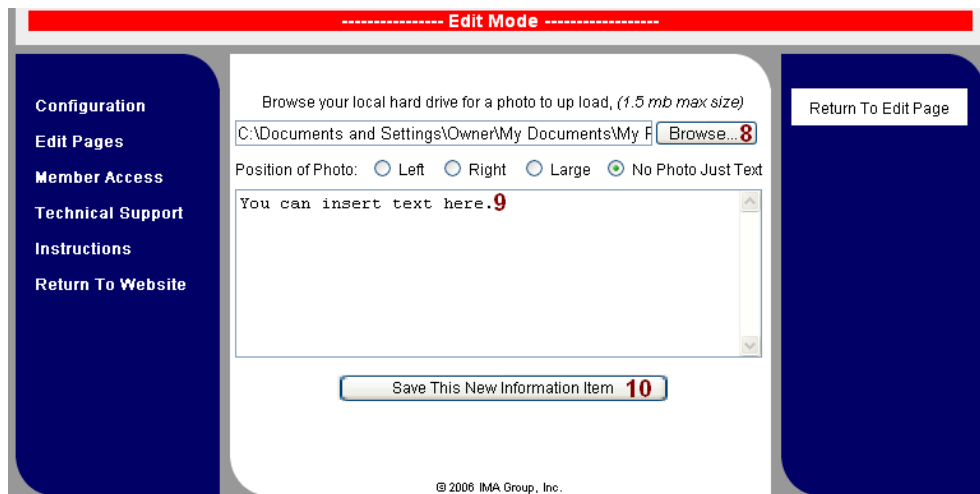 ---------------- Edit Mode ------------------
Configuration
Edit Pages
Member Access
Technical Support
Instructions
Return To Website
Browse your local hard drive for a photo to up load, (1.5 mb max size)
C:\Documents and Settings\Owner\My Documents\My Browse... 8
Position of Photo: Left Right Large No Photo Just Text
You can insert text here. 9
Save This New Information Item 10
© 2006 IMA Group, Inc.
Return To Edit Page